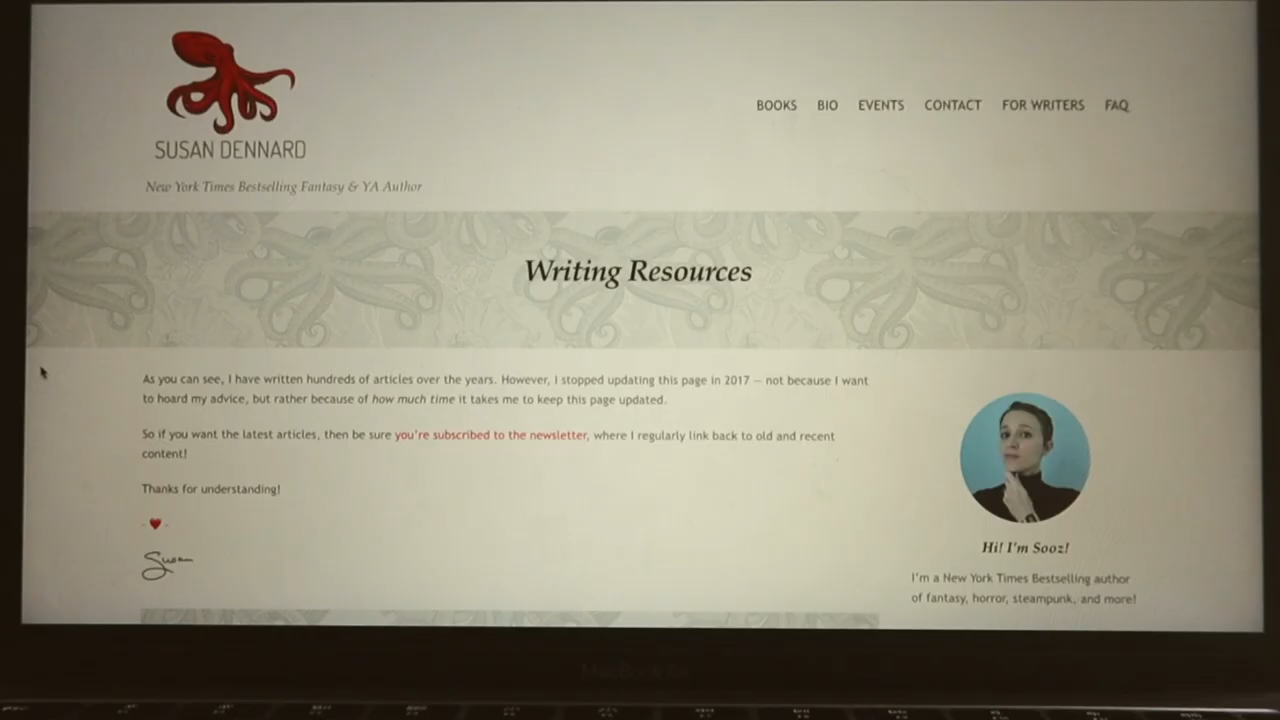 SUSAN DENNARD
New York Times Bestselling Fantasy & YA Author
BOOKS BIO EVENTS CONTACT FOR WRITERS FAQ
Writing Resources
As you can see, I have written hundreds of articles over the years. However, I stopped updating this page in 2017 — not because I want
to hoard my advice, but rather because of how much time it takes me to keep this page updated.
So if you want the latest articles, then be sure you're subscribed to the newsletter, where I regularly link back to old and recent
content!
Thanks for understanding!
Susan
Hi! I'm Sooz!
I'm a New York Times Bestselling author
of fantasy, horror, steampunk, and more!